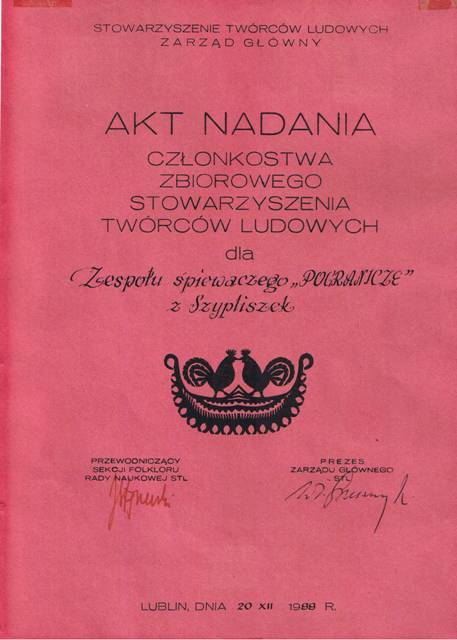 STOWARZYSZENIE TWÓRCÓW LUDOWYCH
ZARZĄD GŁÓWNY
AKT NADANIA
CZŁONKOSTWA
ZBIOROWEGO
STOWARZYSZENIA
TWÓRCÓW LUDOWYCH
dla
Zespołu śpiewaczego „POGRANICZE”
z Szypliszek
PRZEWODNICZĄCY
SEKCJI FOLKLORU
RADY NAUKOWEJ STL
PREZES
ZARZĄDU GŁÓWNEGO
STL
LUBLIN, DNIA 20 XII 1988 R.